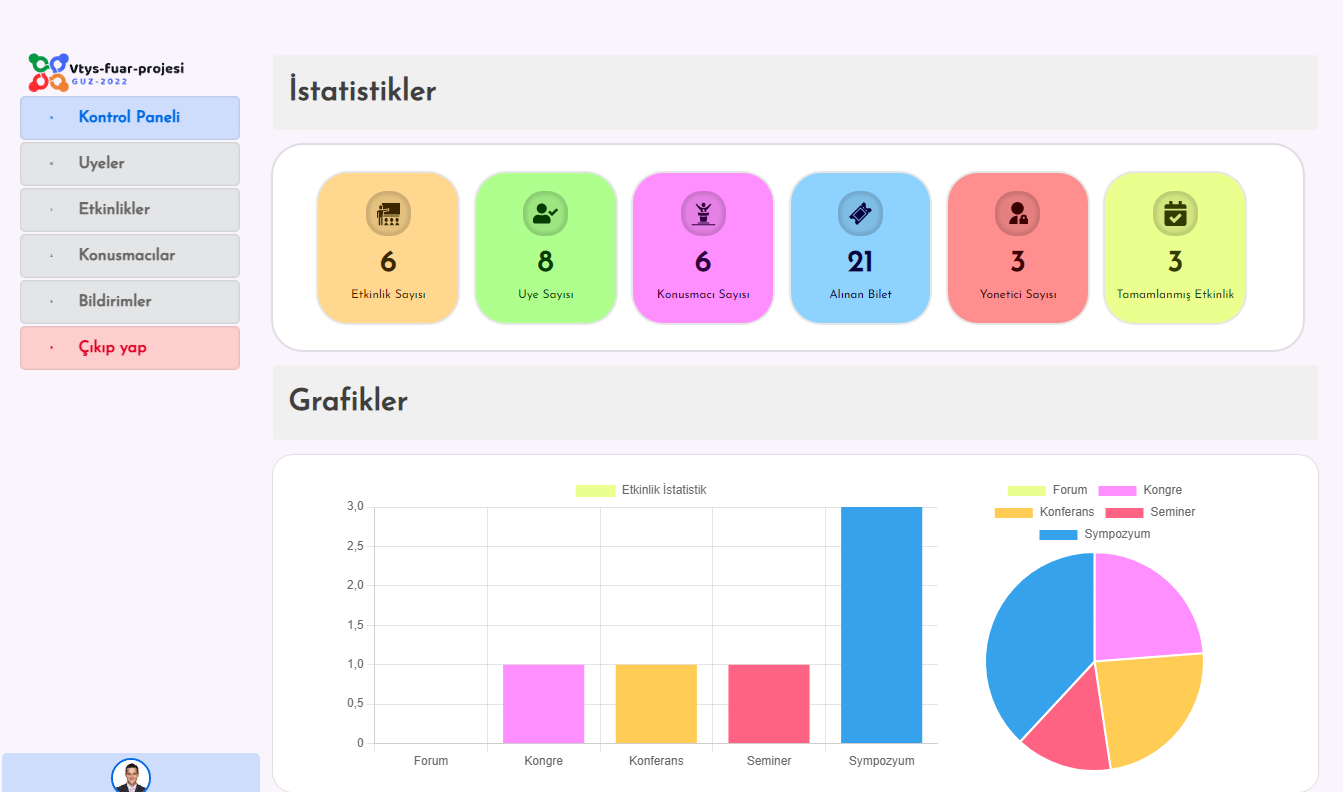 Vtys-fuar-projesi
GUZ-2022
Kontrol Paneli
Uyeler
Etkinlikler
Konusmacılar
Bildirimler
Çıkıp yap
İstatistikler
6
Etkinlik Sayısı
8
Uye Sayısı
6
Konusmacı Sayısı
21
Alınan Bilet
3
Yonetici Sayısı
3
Tamamlanmış Etkinlik
Grafikler
Etkinlik İstatistik
3,0
2,5
2,0
1,5
1,0
0,5
0
Forum Kongre Konferans Seminer Sympozyum
Forum Kongre
Konferans Seminer
Sympozyum